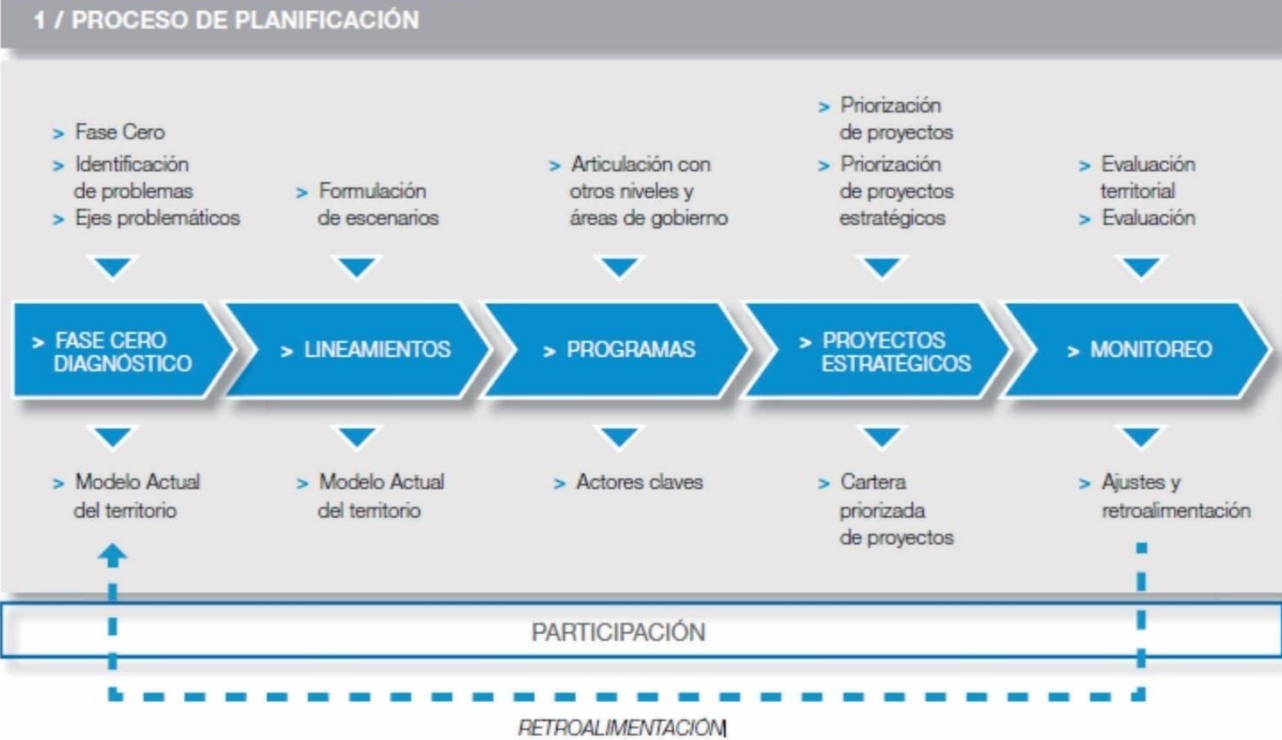 1 / PROCESO DE PLANIFICACIÓN
> Fase Cero
> Identificación
de problemas
> Ejes problemáticos
> Formulación
de escenarios
> Articulación con
otros niveles y
áreas de gobierno
> Priorización
de proyectos
> Priorización
de proyectos
estratégicos
> Evaluación
territorial
> Evaluación
> FASE CERO
DIAGNÓSTICO
> LINEAMIENTOS
> PROGRAMAS
> PROYECTOS
ESTRATÉGICOS
> MONITOREO
> Modelo Actual
del territorio
> Modelo Actual
del territorio
> Actores claves
> Cartera
priorizada
de proyectos
> Ajustes y
retroalimentación
PARTICIPACIÓN
RETROALIMENTACIÓN